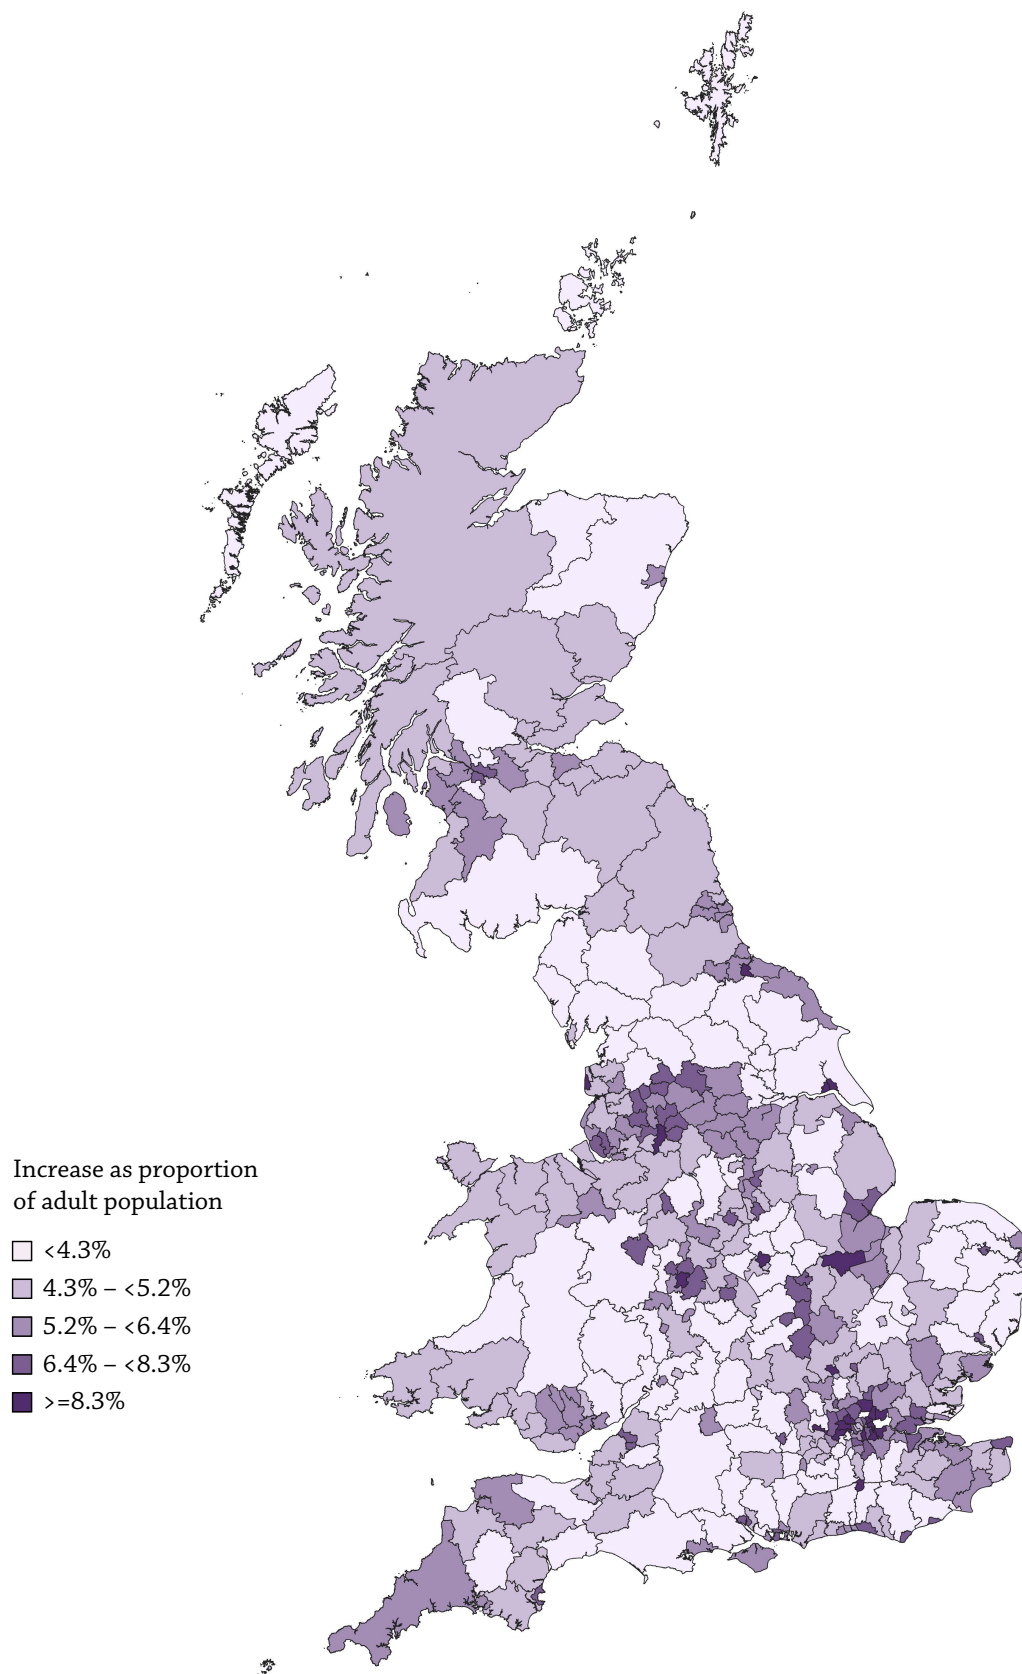 Increase as proportion
of adult population
<4.3%
4.3% – <5.2%
5.2% – <6.4%
6.4% – <8.3%
>=8.3%